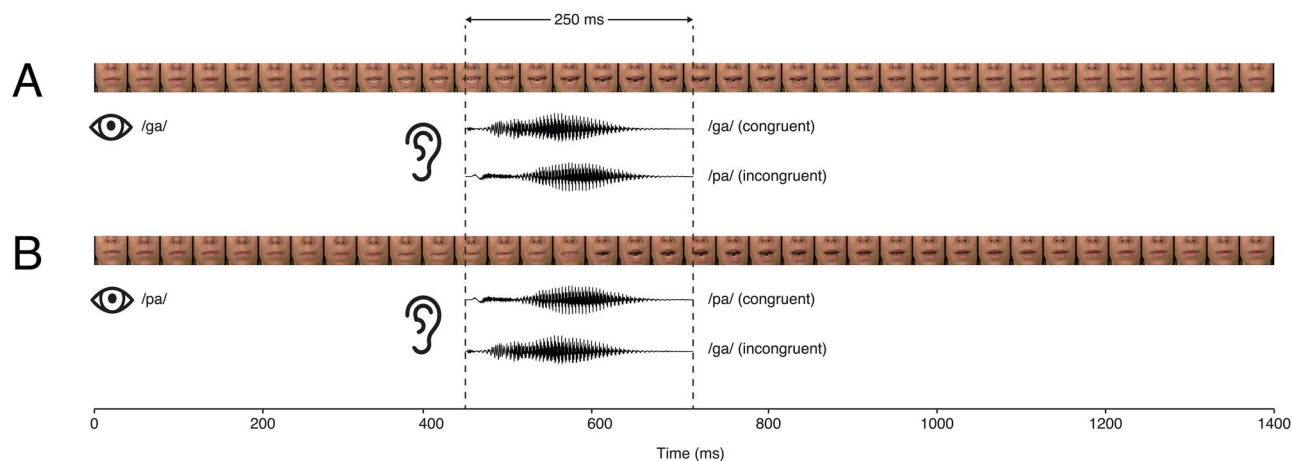 250 ms
A
/ga/
/ga/ (congruent)
/pa/ (incongruent)
B
/pa/
/pa/ (congruent)
/ga/ (incongruent)
0 200 400 600 800 1000 1200 1400
Time (ms)